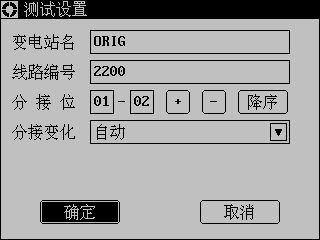 测试设置
变电站名 ORIG
线路编号 2200
分 接 位 01 - 02 + - 降序
分接变化 自动
确定 取消